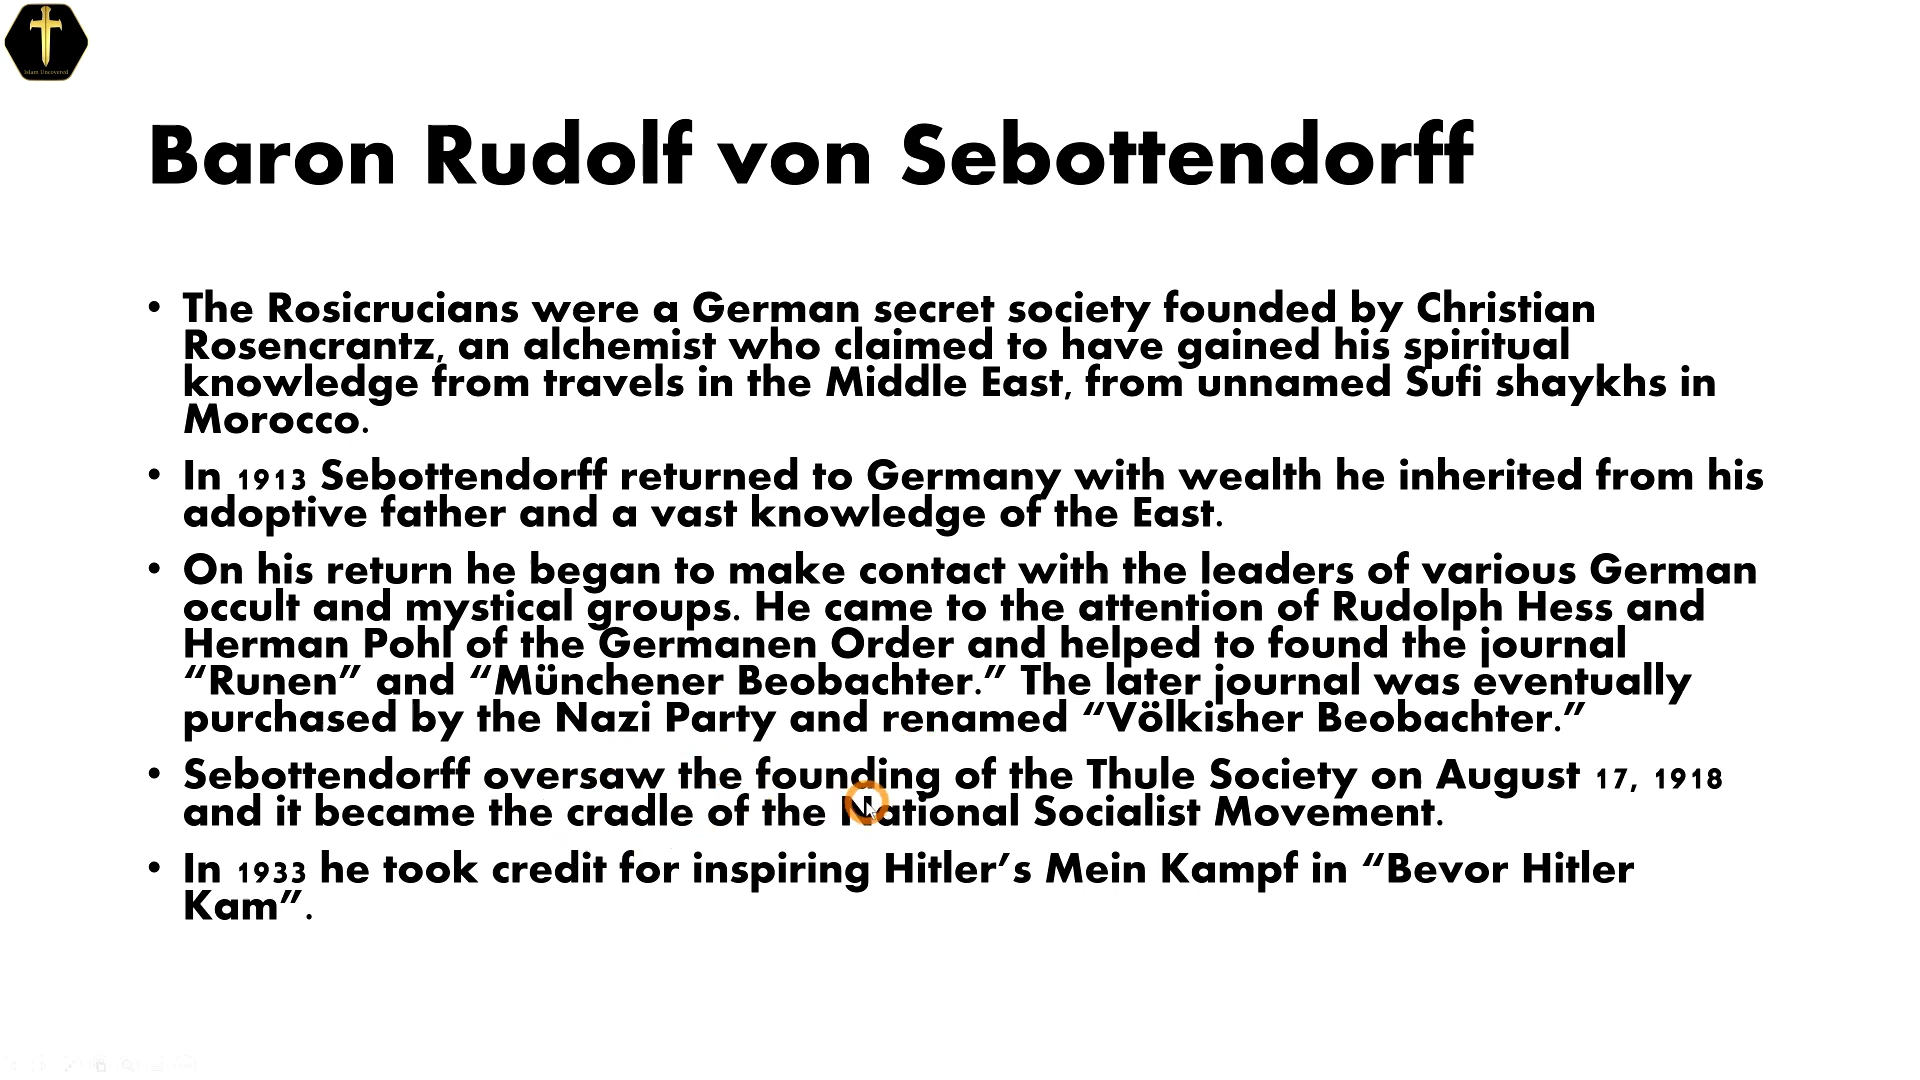 Islam Uncovered
Baron Rudolf von Sebottendorff
• The Rosicrucians were a German secret society founded by Christian
Rosencrantz, an alchemist who claimed to have gained his spiritual
knowledge from travels in the Middle East, from unnamed Sufi shaykhs in
Morocco.
• In 1913 Sebottendorff returned to Germany with wealth he inherited from his
adoptive father and a vast knowledge of the East.
• On his return he began to make contact with the leaders of various German
occult and mystical groups. He came to the attention of Rudolph Hess and
Herman Pohl of the Germanen Order and helped to found the journal
“Runen” and “Münchener Beobachter.” The later journal was eventually
purchased by the Nazi Party and renamed “Völkisher Beobachter.”
• Sebottendorff oversaw the founding of the Thule Society on August 17, 1918
and it became the cradle of the National Socialist Movement.
• In 1933 he took credit for inspiring Hitler’s Mein Kampf in “Bevor Hitler
Kam”.